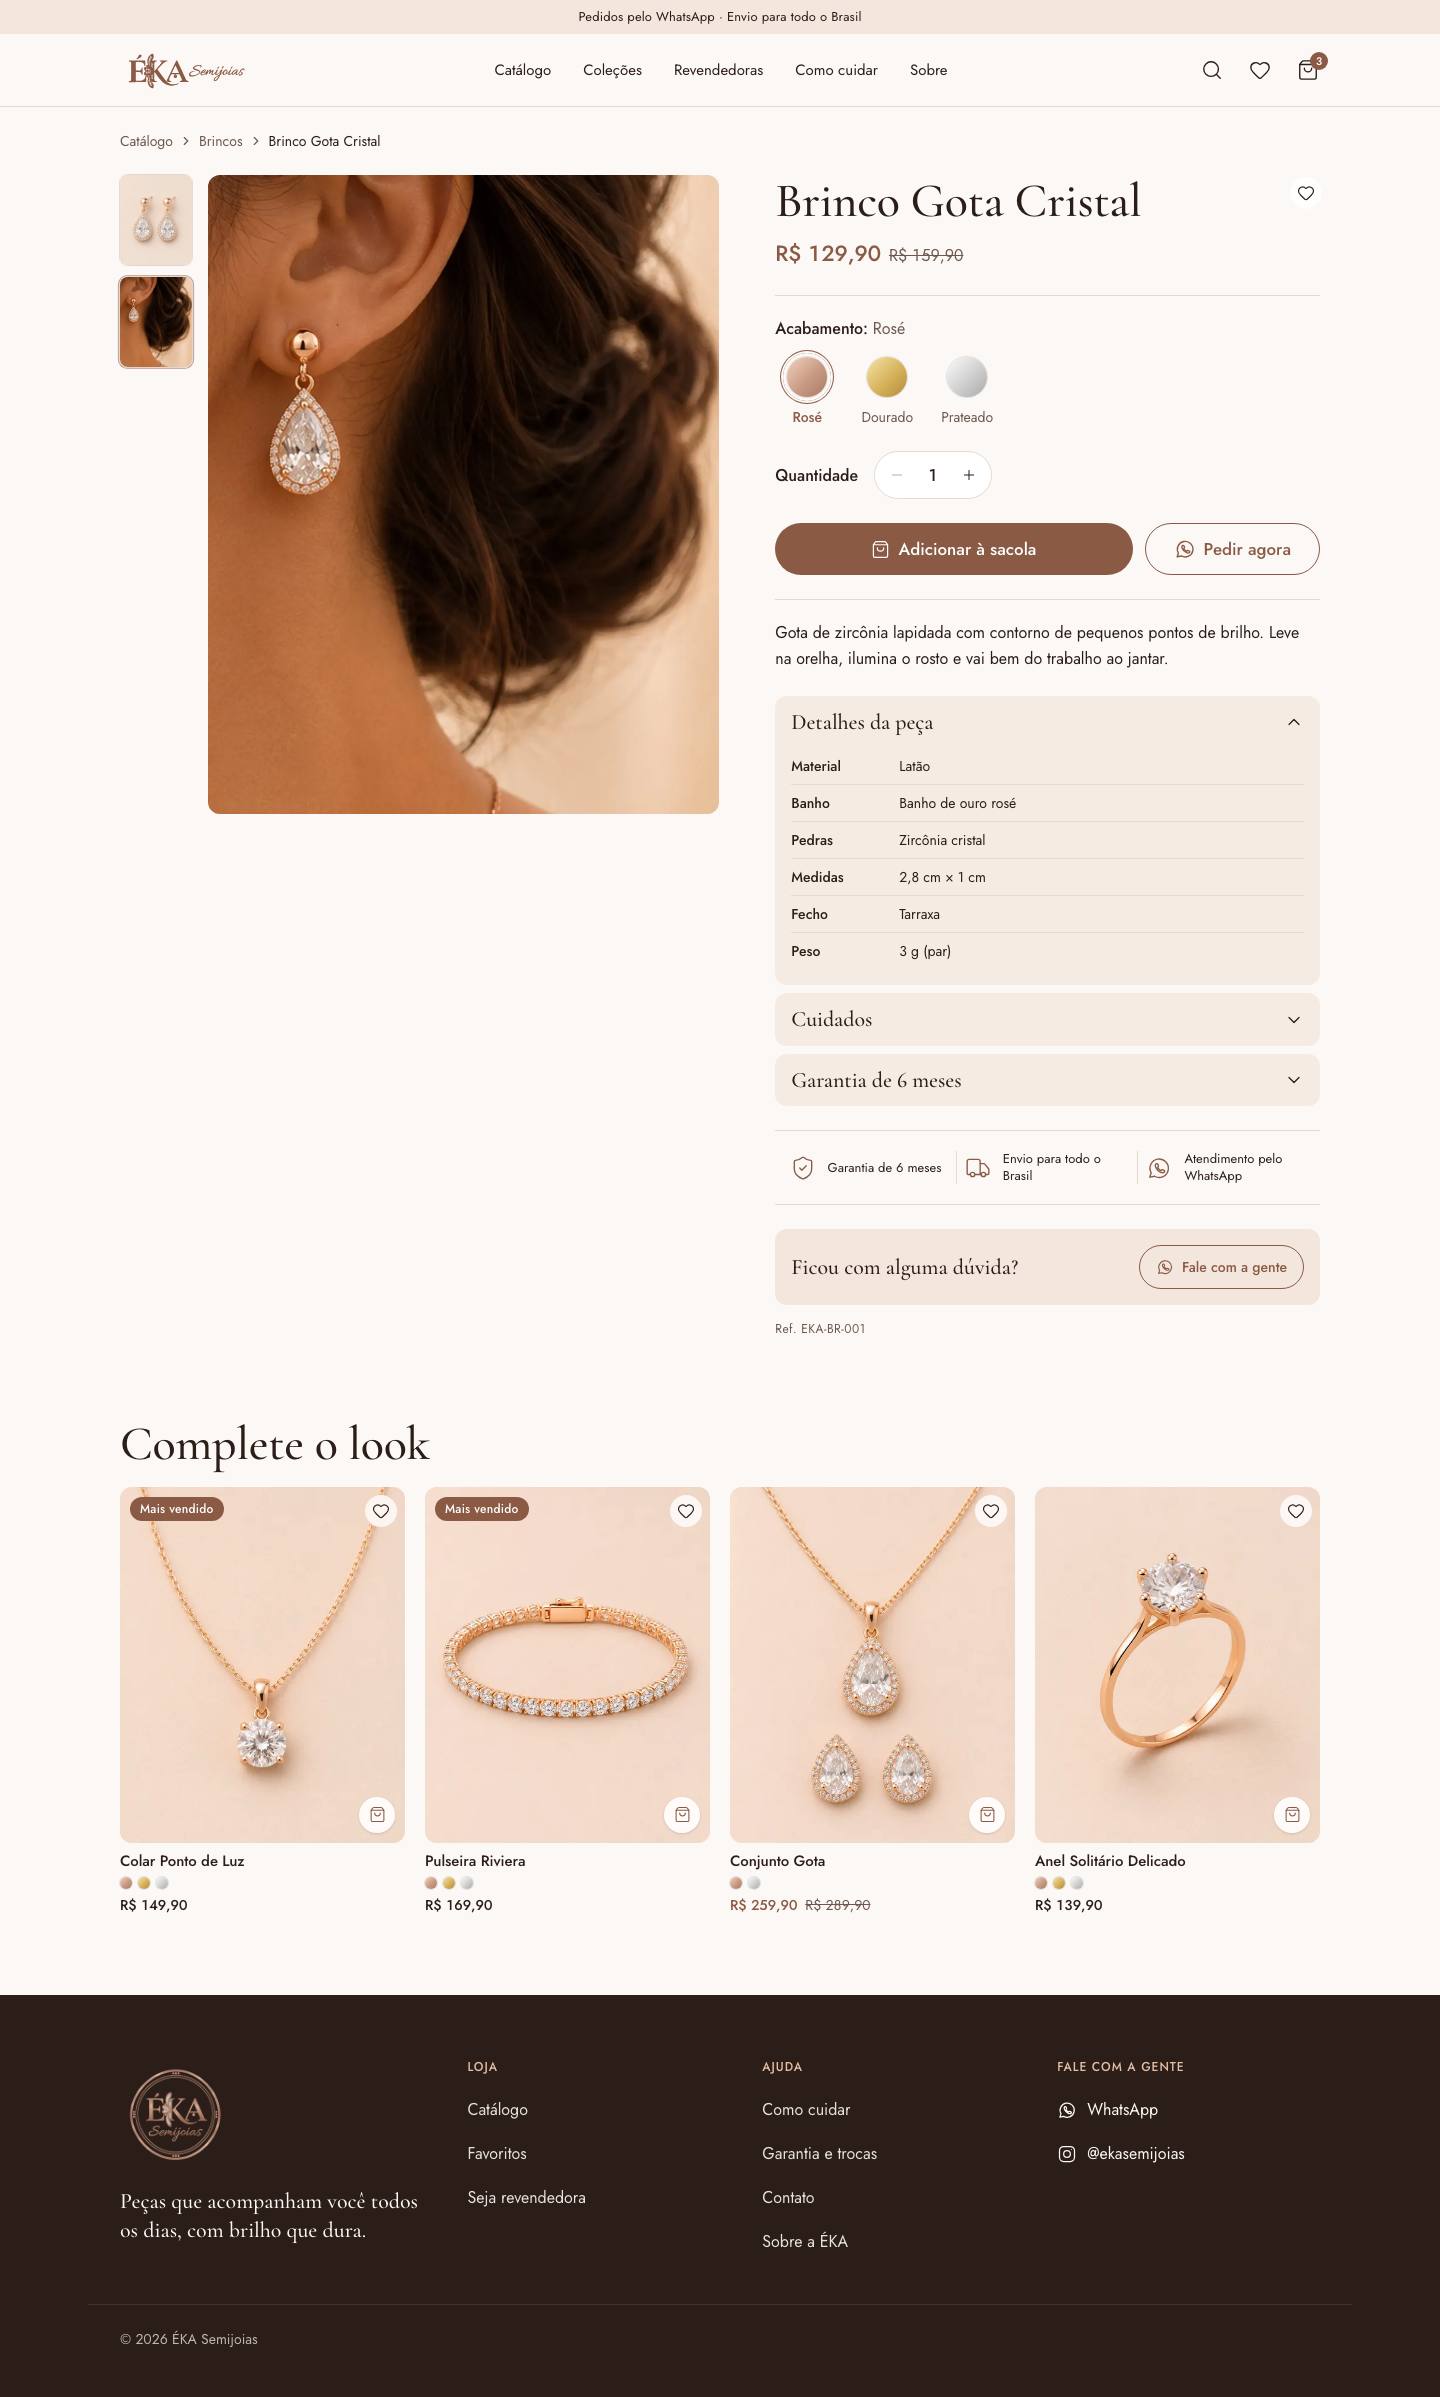 Pedidos pelo WhatsApp · Envio para todo o Brasil
ÉKA Semijoias
Catálogo
Coleções
Revendedoras
Como cuidar
Sobre
3
Catálogo > Brincos > Brinco Gota Cristal
Brinco Gota Cristal
R$ 129,90 R$ 159,90
Acabamento: Rosé
Rosé
Dourado
Prateado
Quantidade
− 1 +
Adicionar à sacola
Pedir agora
Gota de zircônia lapidada com contorno de pequenos pontos de brilho. Leve
na orelha, ilumina o rosto e vai bem do trabalho ao jantar.
Detalhes da peça
Material Latão
Banho Banho de ouro rosé
Pedras Zircônia cristal
Medidas 2,8 cm × 1 cm
Fecho Tarraxa
Peso 3 g (par)
Cuidados
Garantia de 6 meses
Garantia de 6 meses
Envio para todo o
Brasil
Atendimento pelo
WhatsApp
Ficou com alguma dúvida?
Fale com a gente
Ref. EKA-BR-001
Complete o look
Mais vendido
Colar Ponto de Luz
R$ 149,90
Mais vendido
Pulseira Riviera
R$ 169,90
Conjunto Gota
R$ 259,90 R$ 289,90
Anel Solitário Delicado
R$ 139,90
ÉKA
Semijoias
Peças que acompanham você todos
os dias, com brilho que dura.
LOJA
Catálogo
Favoritos
Seja revendedora
AJUDA
Como cuidar
Garantia e trocas
Contato
Sobre a ÉKA
FALE COM A GENTE
WhatsApp
@ekasemijoias
© 2026 ÉKA Semijoias